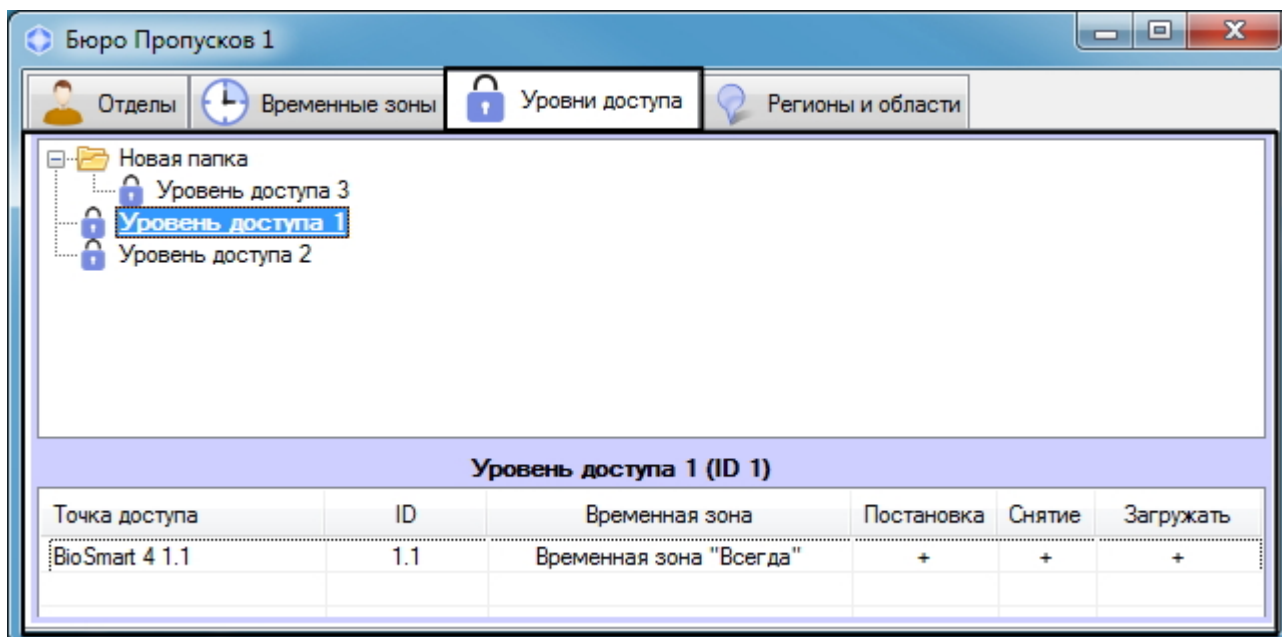 Бюро Пропусков 1
Отделы Временные зоны Уровни доступа Регионы и области
Новая папка
Уровень доступа 3
Уровень доступа 1
Уровень доступа 2
Уровень доступа 1 (ID 1)
Точка доступа ID Временная зона Постановка Снятие Загружать
BioSmart 4 1.1 1.1 Временная зона "Всегда" + + +